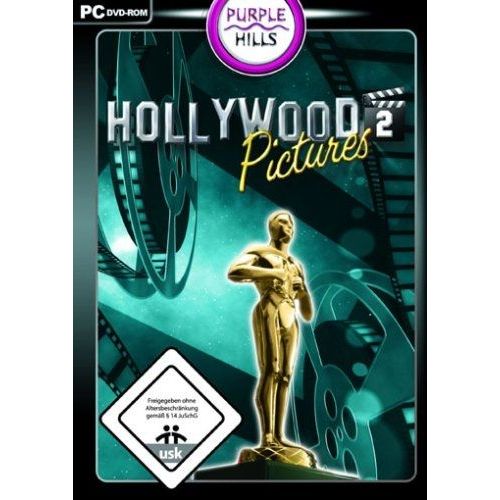 PC DVD-ROM
PURPLE
HILLS
HOLLYWOOD 2
Pictures
Freigegeben ohne
Altersbeschränkung
gemäß § 14 JuSchG
usk